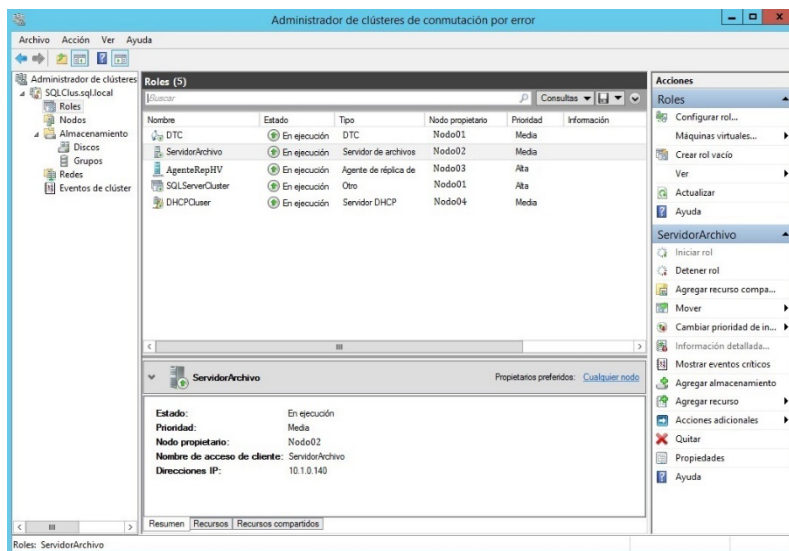 Administrador de clústeres de conmutación por error
Archivo Acción Ver Ayuda
Administrador de clústeres
SQLClus.sql.local
Roles
Nodos
Almacenamiento
Discos
Grupos
Redes
Eventos de clúster
Roles (5)
Buscar
Consultas
Nombre Estado Tipo Nodo propietario Prioridad Información
DTC En ejecución DTC Nodo01 Media
ServidorArchivo En ejecución Servidor de archivos Nodo02 Media
AgenteRepHV En ejecución Agente de réplica de Nodo03 Alta
SQLServerCluster En ejecución Otro Nodo01 Alta
DHCPCluser En ejecución Servidor DHCP Nodo04 Media
ServidorArchivo
Propietarios preferidos: Cualquier nodo
Estado: En ejecución
Prioridad: Media
Nodo propietario: Nodo02
Nombre de acceso de cliente: ServidorArchivo
Direcciones IP: 10.1.0.140
Resumen Recursos Recursos compartidos
Acciones
Roles
Configurar rol...
Máquinas virtuales...
Crear rol vacío
Ver
Actualizar
Ayuda
ServidorArchivo
Iniciar rol
Detener rol
Agregar recurso compa...
Mover
Cambiar prioridad de in...
Información detallada...
Mostrar eventos críticos
Agregar almacenamiento
Agregar recurso
Acciones adicionales
Quitar
Propiedades
Ayuda
Roles: ServidorArchivo